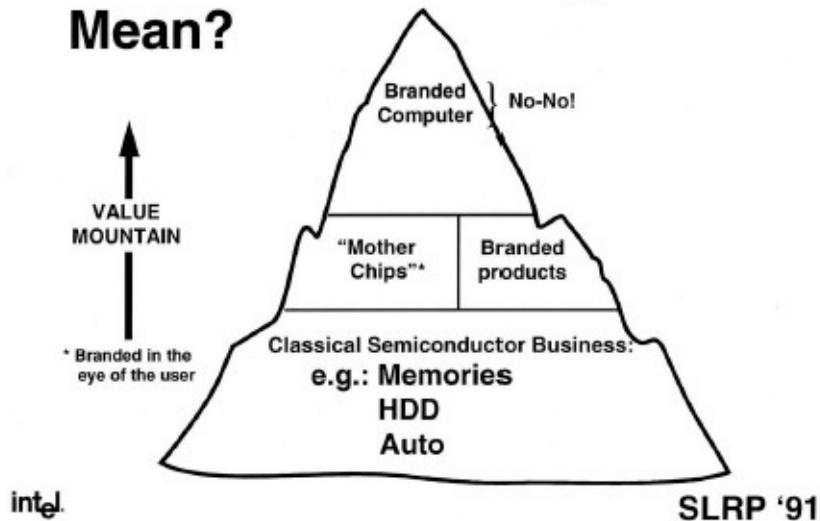 Mean?
Branded
Computer
No-No!
VALUE
MOUNTAIN
"Mother
Chips"*
Branded
products
* Branded in the
eye of the user
Classical Semiconductor Business:
e.g.: Memories
HDD
Auto
intel.
SLRP '91